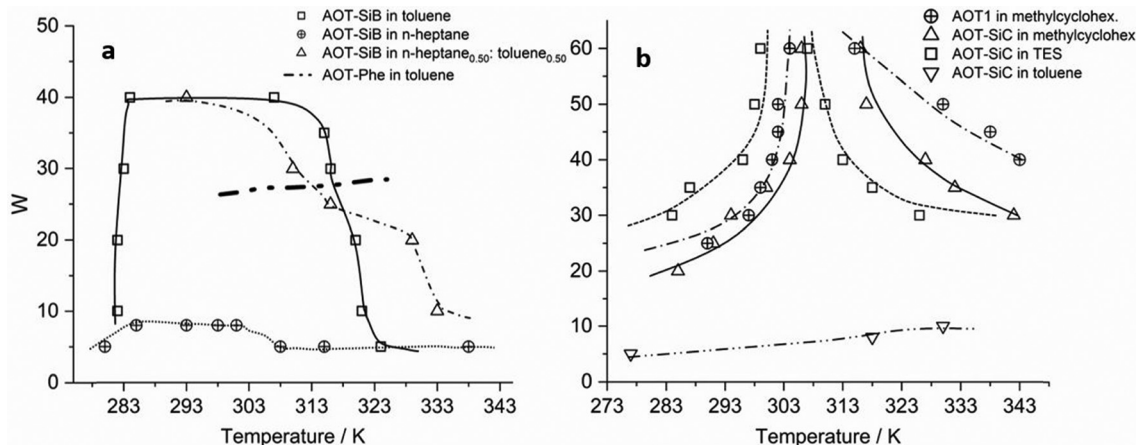 a
AOT-SiB in toluene
AOT-SiB in n-heptane
AOT-SiB in n-heptane0.50: toluene0.50
AOT-Phe in toluene
50
40
30
20
10
0
W
283 293 303 313 323 333 343
Temperature / K
b
AOT1 in methylcyclohex.
AOT-SiC in methylcyclohex
AOT-SiC in TES
AOT-SiC in toluene
60
50
40
30
20
10
0
273 283 293 303 313 323 333 343
Temperature / K